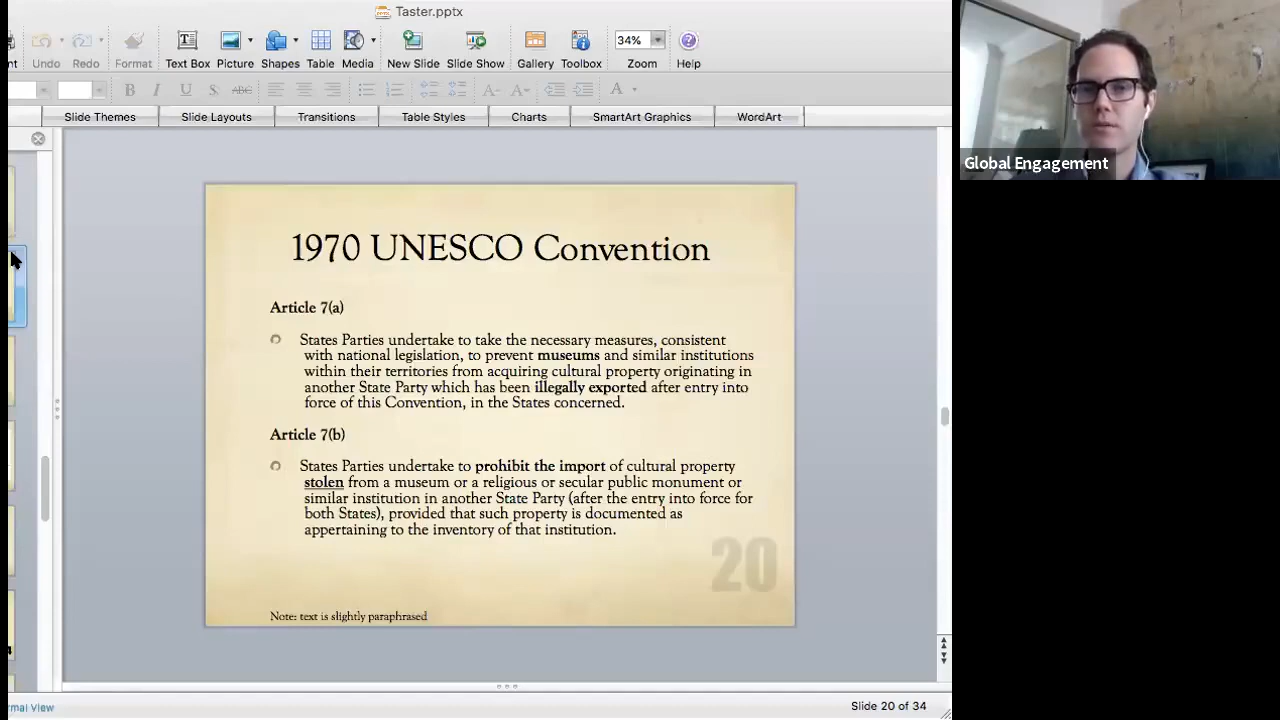 Taster.pptx
34%
nt Undo Redo Format Text Box Picture Shapes Table Media New Slide Slide Show Gallery Toolbox Zoom Help
B I U S ABC A A A
Slide Themes Slide Layouts Transitions Table Styles Charts SmartArt Graphics WordArt
Global Engagement
1970 UNESCO Convention
Article 7(a)
States Parties undertake to take the necessary measures, consistent
with national legislation, to prevent museums and similar institutions
within their territories from acquiring cultural property originating in
another State Party which has been illegally exported after entry into
force of this Convention, in the States concerned.
Article 7(b)
States Parties undertake to prohibit the import of cultural property
stolen from a museum or a religious or secular public monument or
similar institution in another State Party (after the entry into force for
both States), provided that such property is documented as
appertaining to the inventory of that institution.
20
Note: text is slightly paraphrased
rmal View
Slide 20 of 34